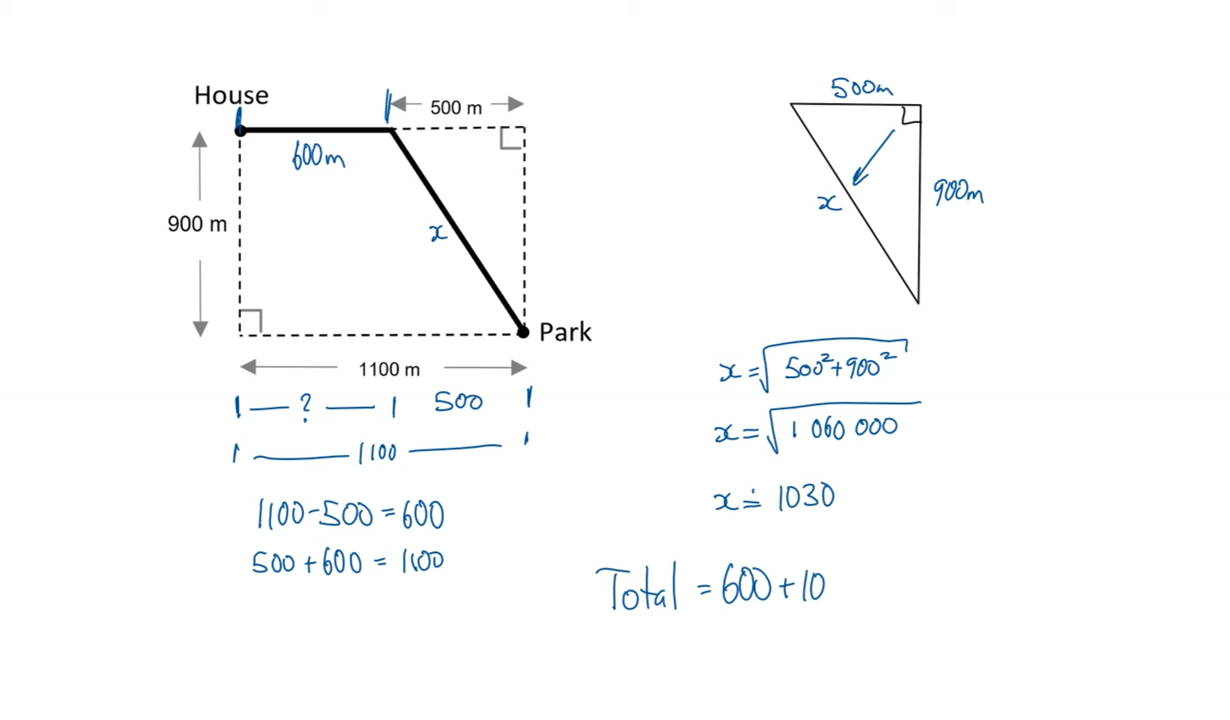 House
500 m
600m
900 m
x
Park
1100 m
? 500
1100
1100-500=600
500+600=1100
500m
900m
x
x=√500²+900²
x=√1 060 000
x≐1030
Total =600+10